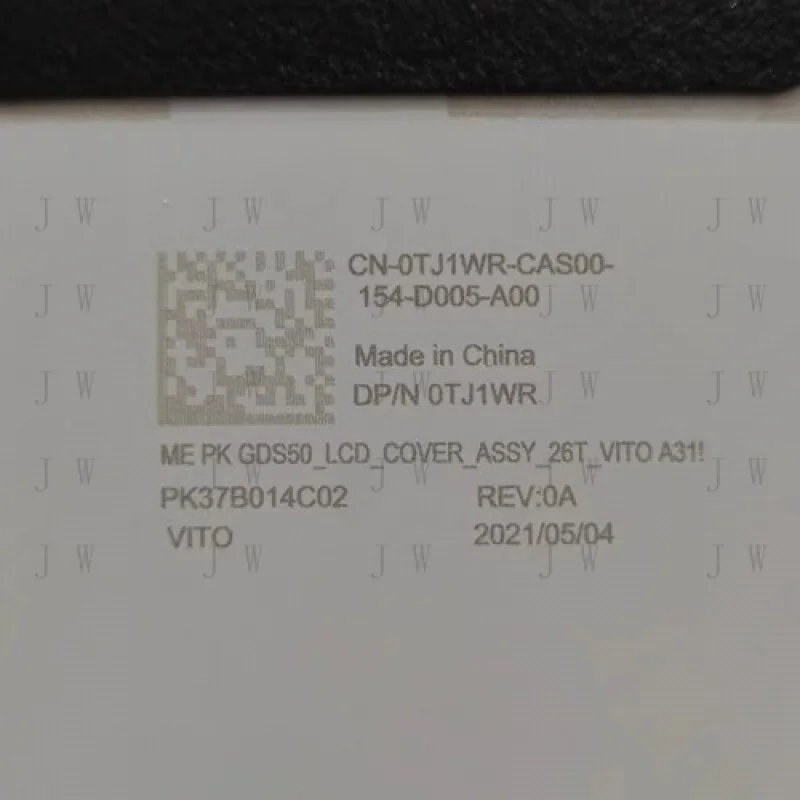 CN-0TJ1WR-CAS00-
154-D005-A00
Made in China
DP/N 0TJ1WR
ME PK GDS50_LCD_COVER_ASSY_26T_VITO A31!
PK37B014C02 REV:0A
VITO 2021/05/04
J W J W J W J W J W
J W J W J W J W J W
J W J W J W J W J W
J W J W J W J W J W
J W J W J W J W J W